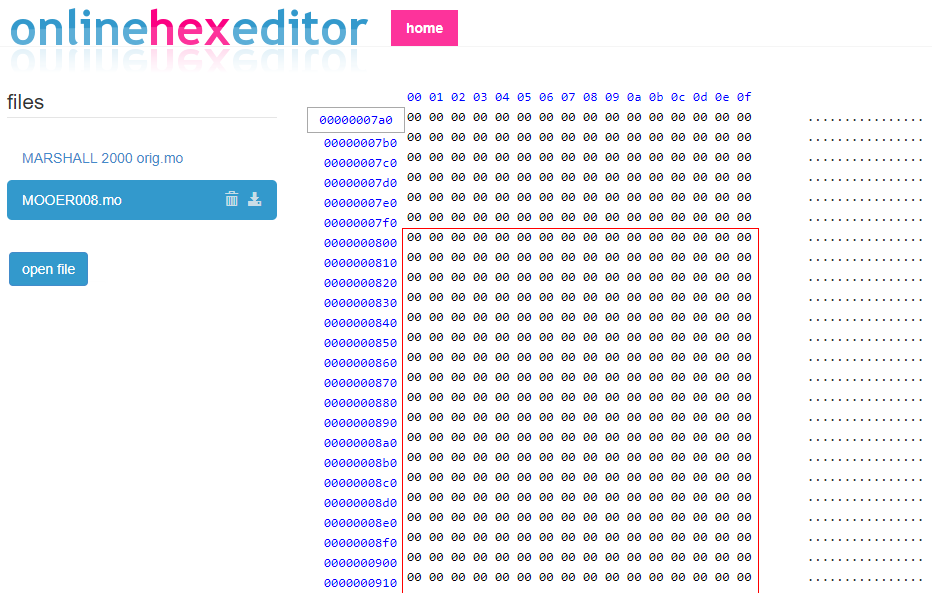 onlinehexeditor home
files
MARSHALL 2000 orig.mo
MOOER008.mo
open file
00 01 02 03 04 05 06 07 08 09 0a 0b 0c 0d 0e 0f
00000007a0 00 00 00 00 00 00 00 00 00 00 00 00 00 00 00 00 ................
00000007b0 00 00 00 00 00 00 00 00 00 00 00 00 00 00 00 00 ................
00000007c0 00 00 00 00 00 00 00 00 00 00 00 00 00 00 00 00 ................
00000007d0 00 00 00 00 00 00 00 00 00 00 00 00 00 00 00 00 ................
00000007e0 00 00 00 00 00 00 00 00 00 00 00 00 00 00 00 00 ................
00000007f0 00 00 00 00 00 00 00 00 00 00 00 00 00 00 00 00 ................
0000000800 00 00 00 00 00 00 00 00 00 00 00 00 00 00 00 00 ................
0000000810 00 00 00 00 00 00 00 00 00 00 00 00 00 00 00 00 ................
0000000820 00 00 00 00 00 00 00 00 00 00 00 00 00 00 00 00 ................
0000000830 00 00 00 00 00 00 00 00 00 00 00 00 00 00 00 00 ................
0000000840 00 00 00 00 00 00 00 00 00 00 00 00 00 00 00 00 ................
0000000850 00 00 00 00 00 00 00 00 00 00 00 00 00 00 00 00 ................
0000000860 00 00 00 00 00 00 00 00 00 00 00 00 00 00 00 00 ................
0000000870 00 00 00 00 00 00 00 00 00 00 00 00 00 00 00 00 ................
0000000880 00 00 00 00 00 00 00 00 00 00 00 00 00 00 00 00 ................
0000000890 00 00 00 00 00 00 00 00 00 00 00 00 00 00 00 00 ................
00000008a0 00 00 00 00 00 00 00 00 00 00 00 00 00 00 00 00 ................
00000008b0 00 00 00 00 00 00 00 00 00 00 00 00 00 00 00 00 ................
00000008c0 00 00 00 00 00 00 00 00 00 00 00 00 00 00 00 00 ................
00000008d0 00 00 00 00 00 00 00 00 00 00 00 00 00 00 00 00 ................
00000008e0 00 00 00 00 00 00 00 00 00 00 00 00 00 00 00 00 ................
00000008f0 00 00 00 00 00 00 00 00 00 00 00 00 00 00 00 00 ................
0000000900 00 00 00 00 00 00 00 00 00 00 00 00 00 00 00 00 ................
0000000910 00 00 00 00 00 00 00 00 00 00 00 00 00 00 00 00 ................